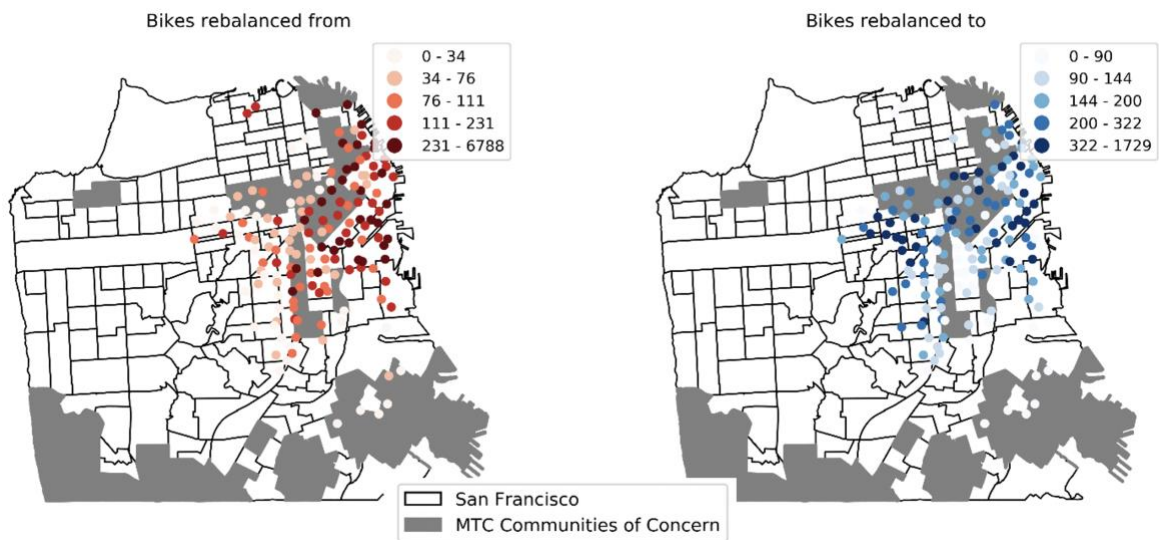 Bikes rebalanced from
0 - 34
34 - 76
76 - 111
111 - 231
231 - 6788
Bikes rebalanced to
0 - 90
90 - 144
144 - 200
200 - 322
322 - 1729
San Francisco
MTC Communities of Concern